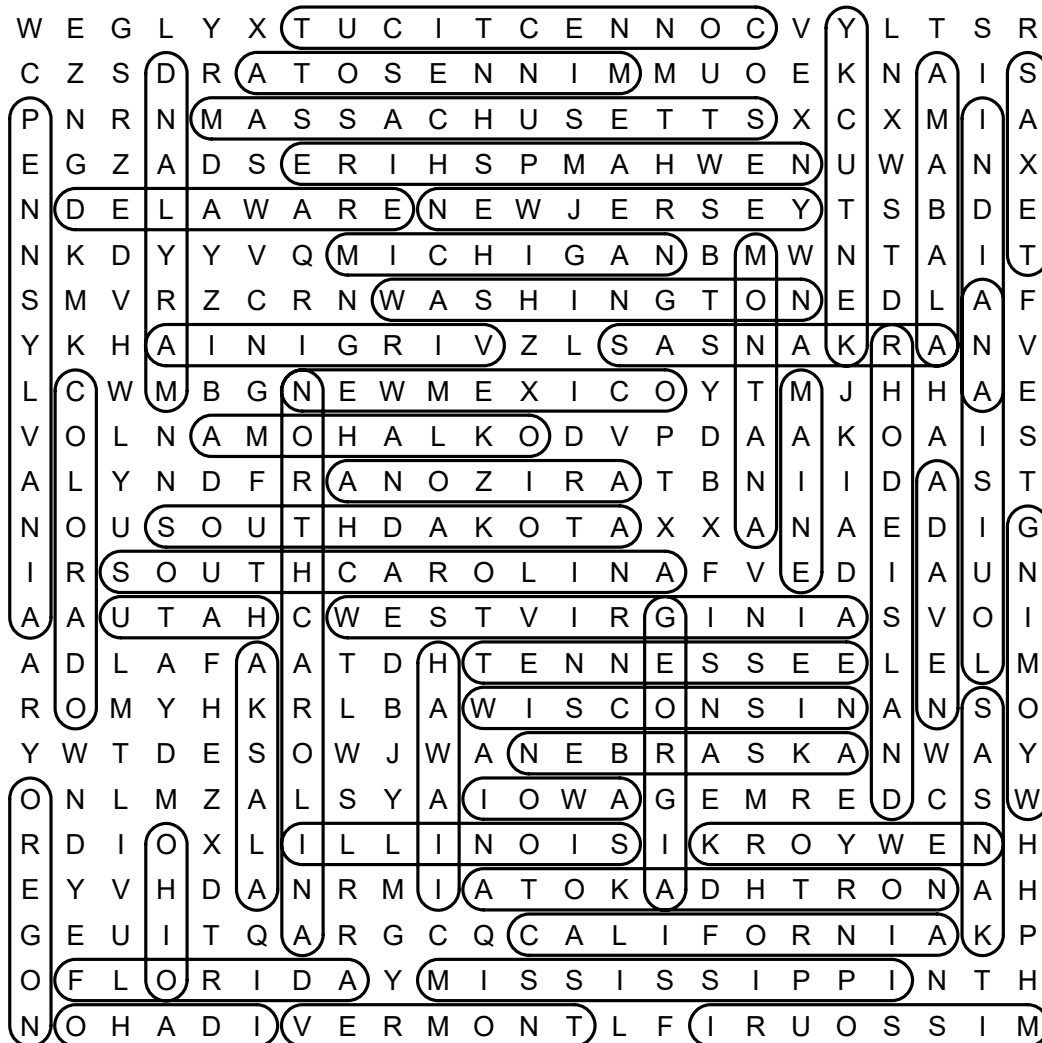 W E G L Y X T U C I T C E N N O C V Y L T S R
C Z S D R A T O S E N N I M M U O E K N A I S
P N R N M A S S A C H U S E T T S X C X M I A
E G Z A D S E R I H S P M A H W E N U W A N X
N D E L A W A R E N E W J E R S E Y T S B D E
N K D Y Y V Q M I C H I G A N B M W N T A I T
S M V R Z C R N W A S H I N G T O N E D L A F
Y K H A I N I G R I V Z L S A S N A K R A N V
L C W M B G N E W M E X I C O Y T M J H H A E
V O L N A M O H A L K O D V P D A A K O A I S
A L Y N D F R A N O Z I R A T B N I I D A S T
N O U S O U T H D A K O T A X X A N A E D I G
I R S O U T H C A R O L I N A F V E D I A U N
A A U T A H C W E S T V I R G I N I A S V O I
A D L A F A A T D H T E N N E S S E E L E L M
R O M Y H K R L B A W I S C O N S I N A N S O
Y W T D E S O W J W A N E B R A S K A N W A Y
O N L M Z A L S Y A I O W A G E M R E D C S W
R D I O X L I L L I N O I S I K R O Y W E N H
E Y V H D A N R M I A T O K A D H T R O N A H
G E U I T Q A R G C Q C A L I F O R N I A K P
O F L O R I D A Y M I S S I S S I P P I N T H
N O H A D I V E R M O N T L F I R U O S S I M